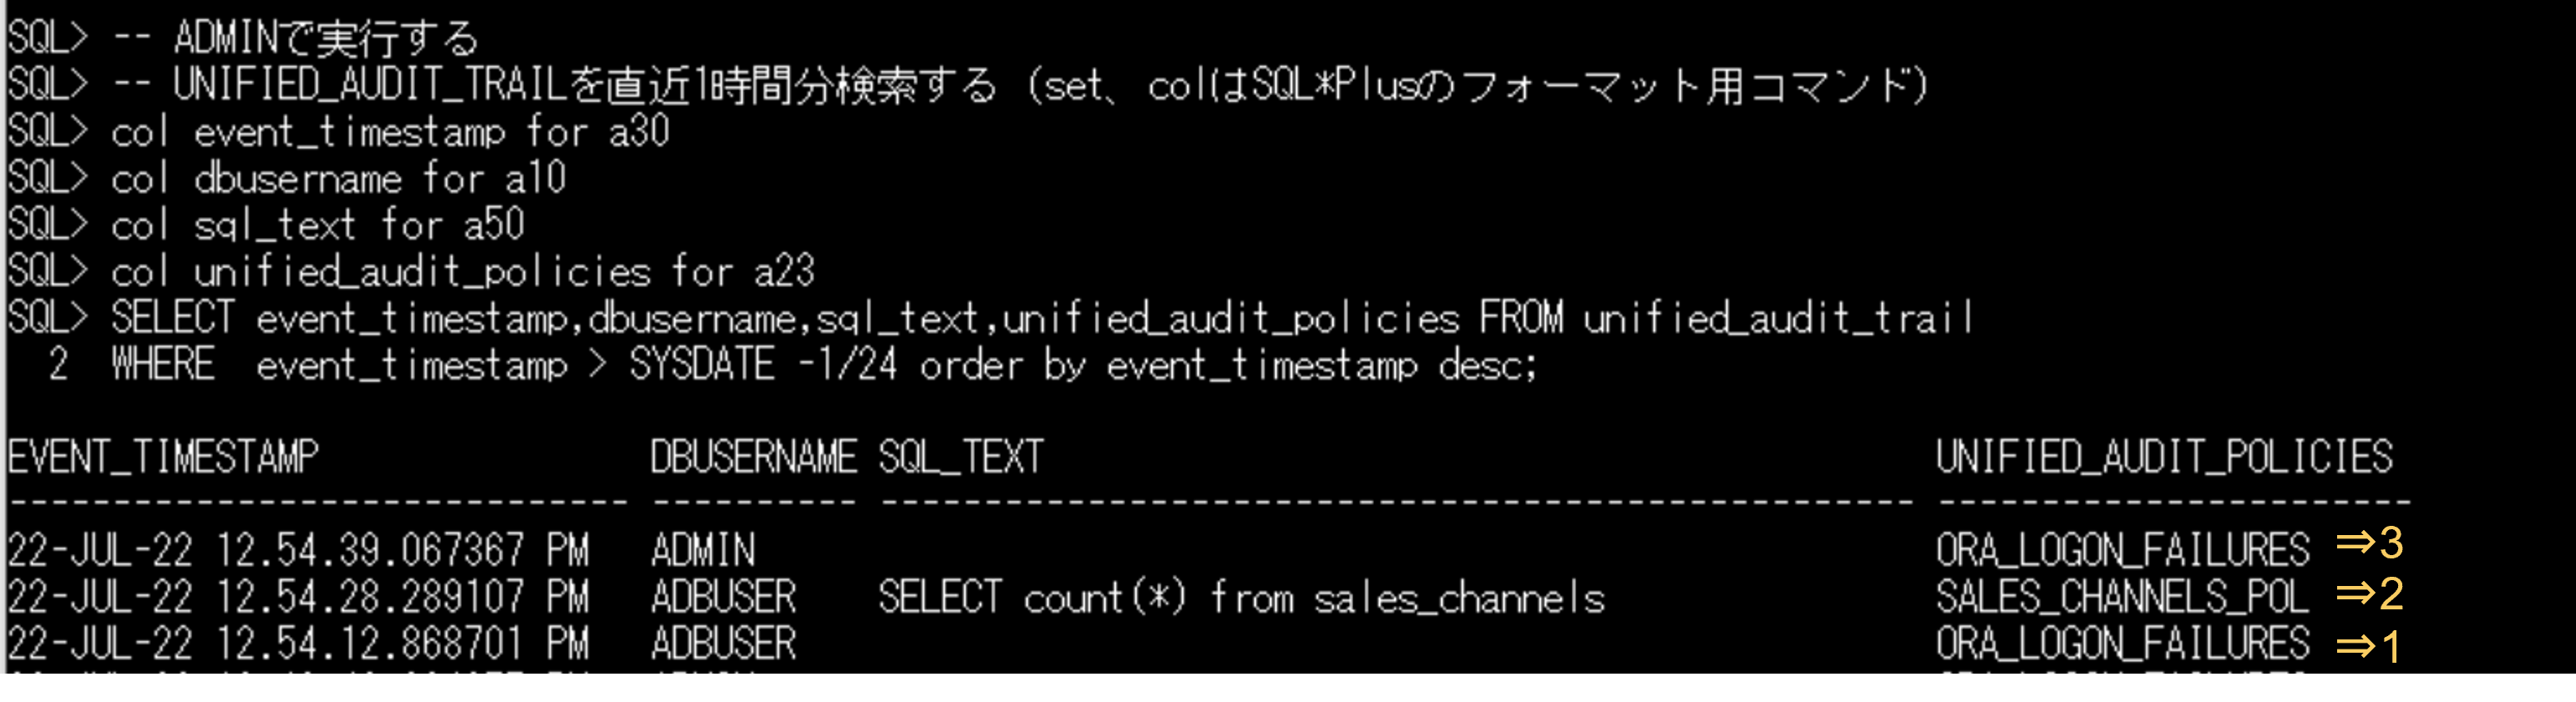 SQL> -- ADMINで実行する
SQL> -- UNIFIED_AUDIT_TRAILを直近1時間分検索する (set、colはSQL*Plusのフォーマット用コマンド)
SQL> col event_timestamp for a30
SQL> col dbusername for a10
SQL> col sql_text for a50
SQL> col unified_audit_policies for a23
SQL> SELECT event_timestamp,dbusername,sql_text,unified_audit_policies FROM unified_audit_trail
  2  WHERE  event_timestamp > SYSDATE -1/24 order by event_timestamp desc;
EVENT_TIMESTAMP                DBUSERNAME SQL_TEXT                                           UNIFIED_AUDIT_POLICIES
------------------------------ ---------- -------------------------------------------------- -----------------------
22-JUL-22 12.54.39.067367 PM   ADMIN                                                         ORA_LOGON_FAILURES ⇒3
22-JUL-22 12.54.28.289107 PM   ADBUSER    SELECT count(*) from sales_channels                SALES_CHANNELS_POL ⇒2
22-JUL-22 12.54.12.868701 PM   ADBUSER                                                       ORA_LOGON_FAILURES ⇒1